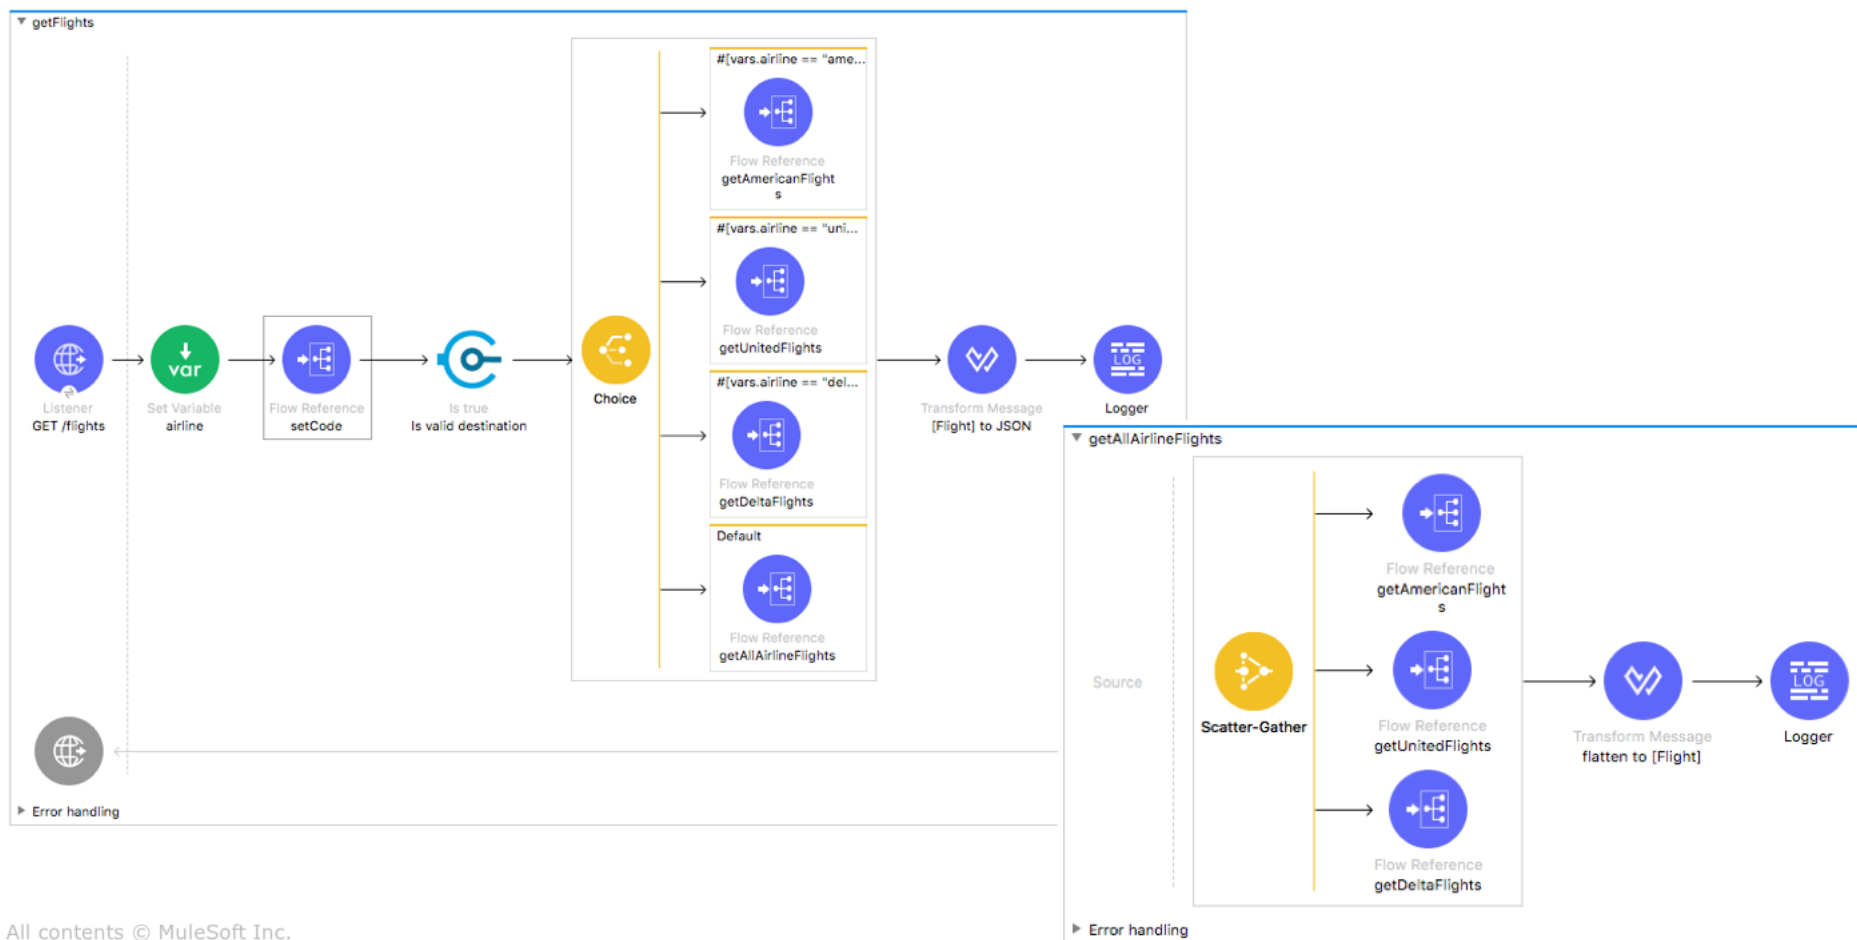 getFlights
#[vars.airline == "ame...
Flow Reference
getAmericanFlight
s
#[vars.airline == "uni...
Flow Reference
getUnitedFlights
#[vars.airline == "del...
Flow Reference
getDeltaFlights
Default
Flow Reference
getAllAirlineFlights
Listener
GET /flights
var
Set Variable
airline
Flow Reference
setCode
Is true
Is valid destination
Choice
Transform Message
[Flight] to JSON
LOG
Logger
Error handling
getAllAirlineFlights
Source
Scatter-Gather
Flow Reference
getAmericanFlight
s
Flow Reference
getUnitedFlights
Flow Reference
getDeltaFlights
Transform Message
flatten to [Flight]
LOG
Logger
Error handling
All contents © MuleSoft Inc.